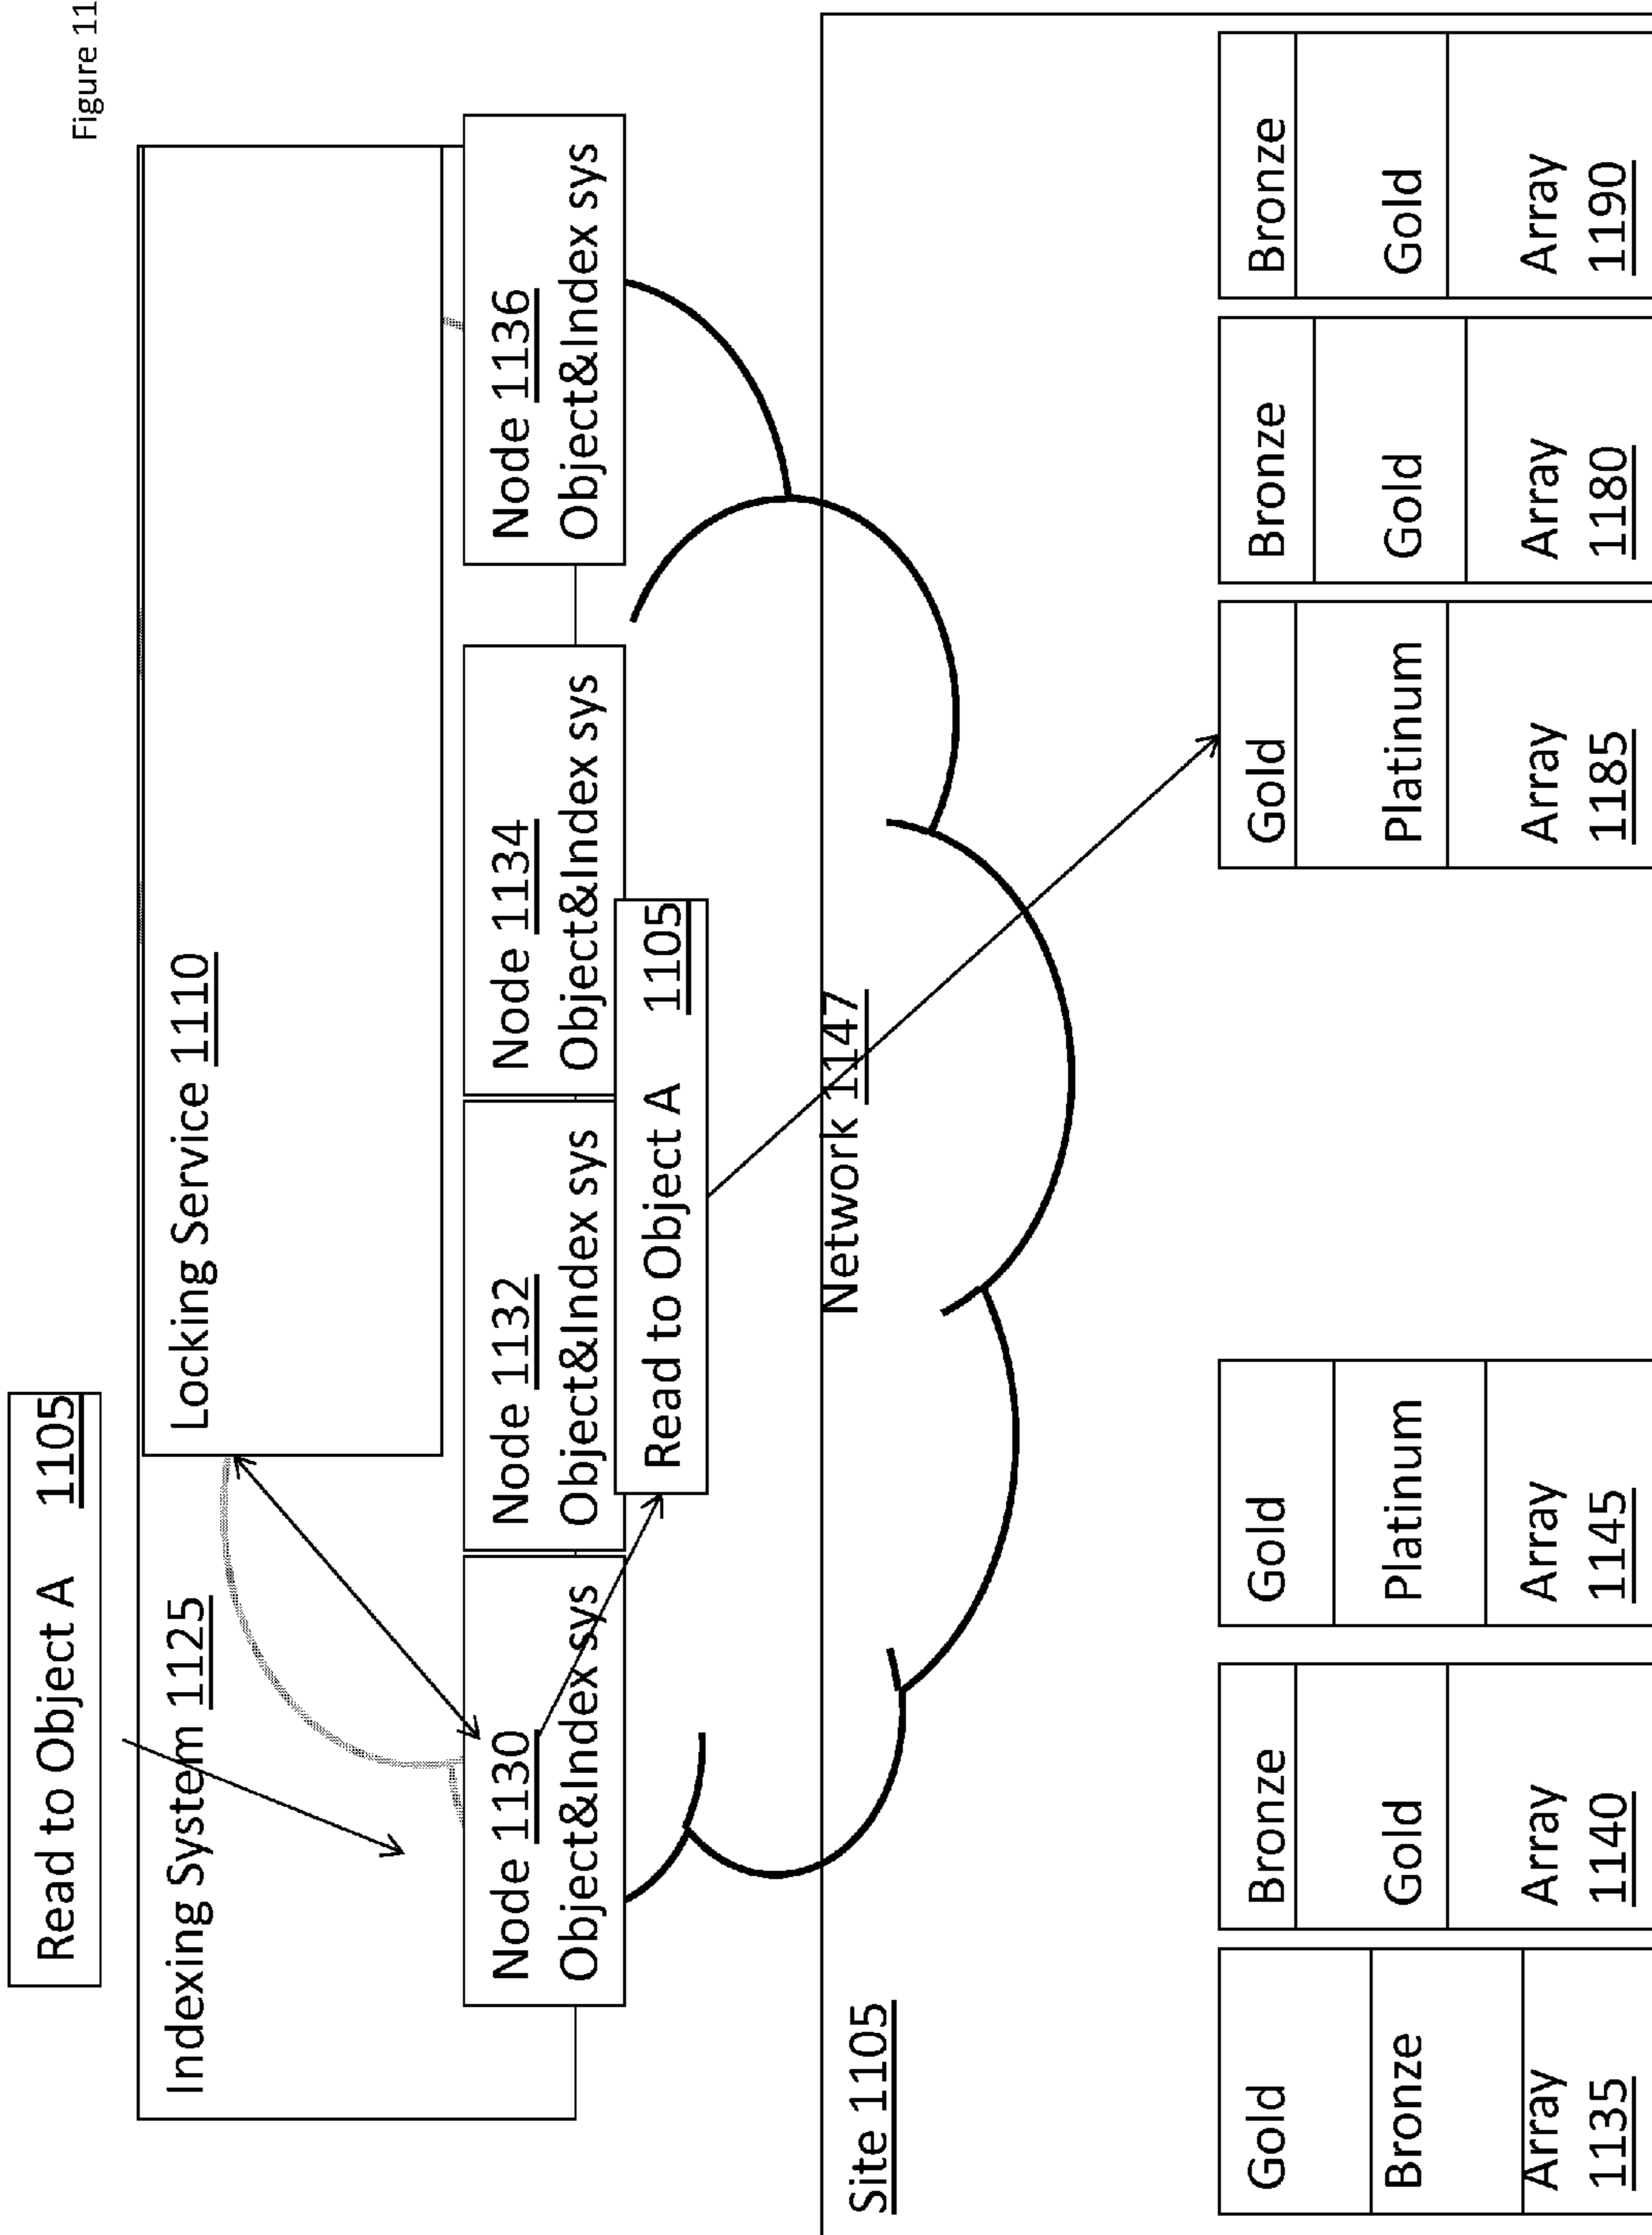 Figure 11
Read to Object A 1105
Indexing System 1125
Locking Service 1110
Node 1130
Object&Index sys
Node 1132
Object&Index sys
Node 1134
Object&Index sys
Node 1136
Object&Index sys
Read to Object A 1105
Network 1147
Site 1105
Gold
Bronze
Array
1135
Bronze
Gold
Array
1140
Gold
Platinum
Array
1145
Gold
Platinum
Array
1185
Bronze
Gold
Array
1180
Bronze
Gold
Array
1190